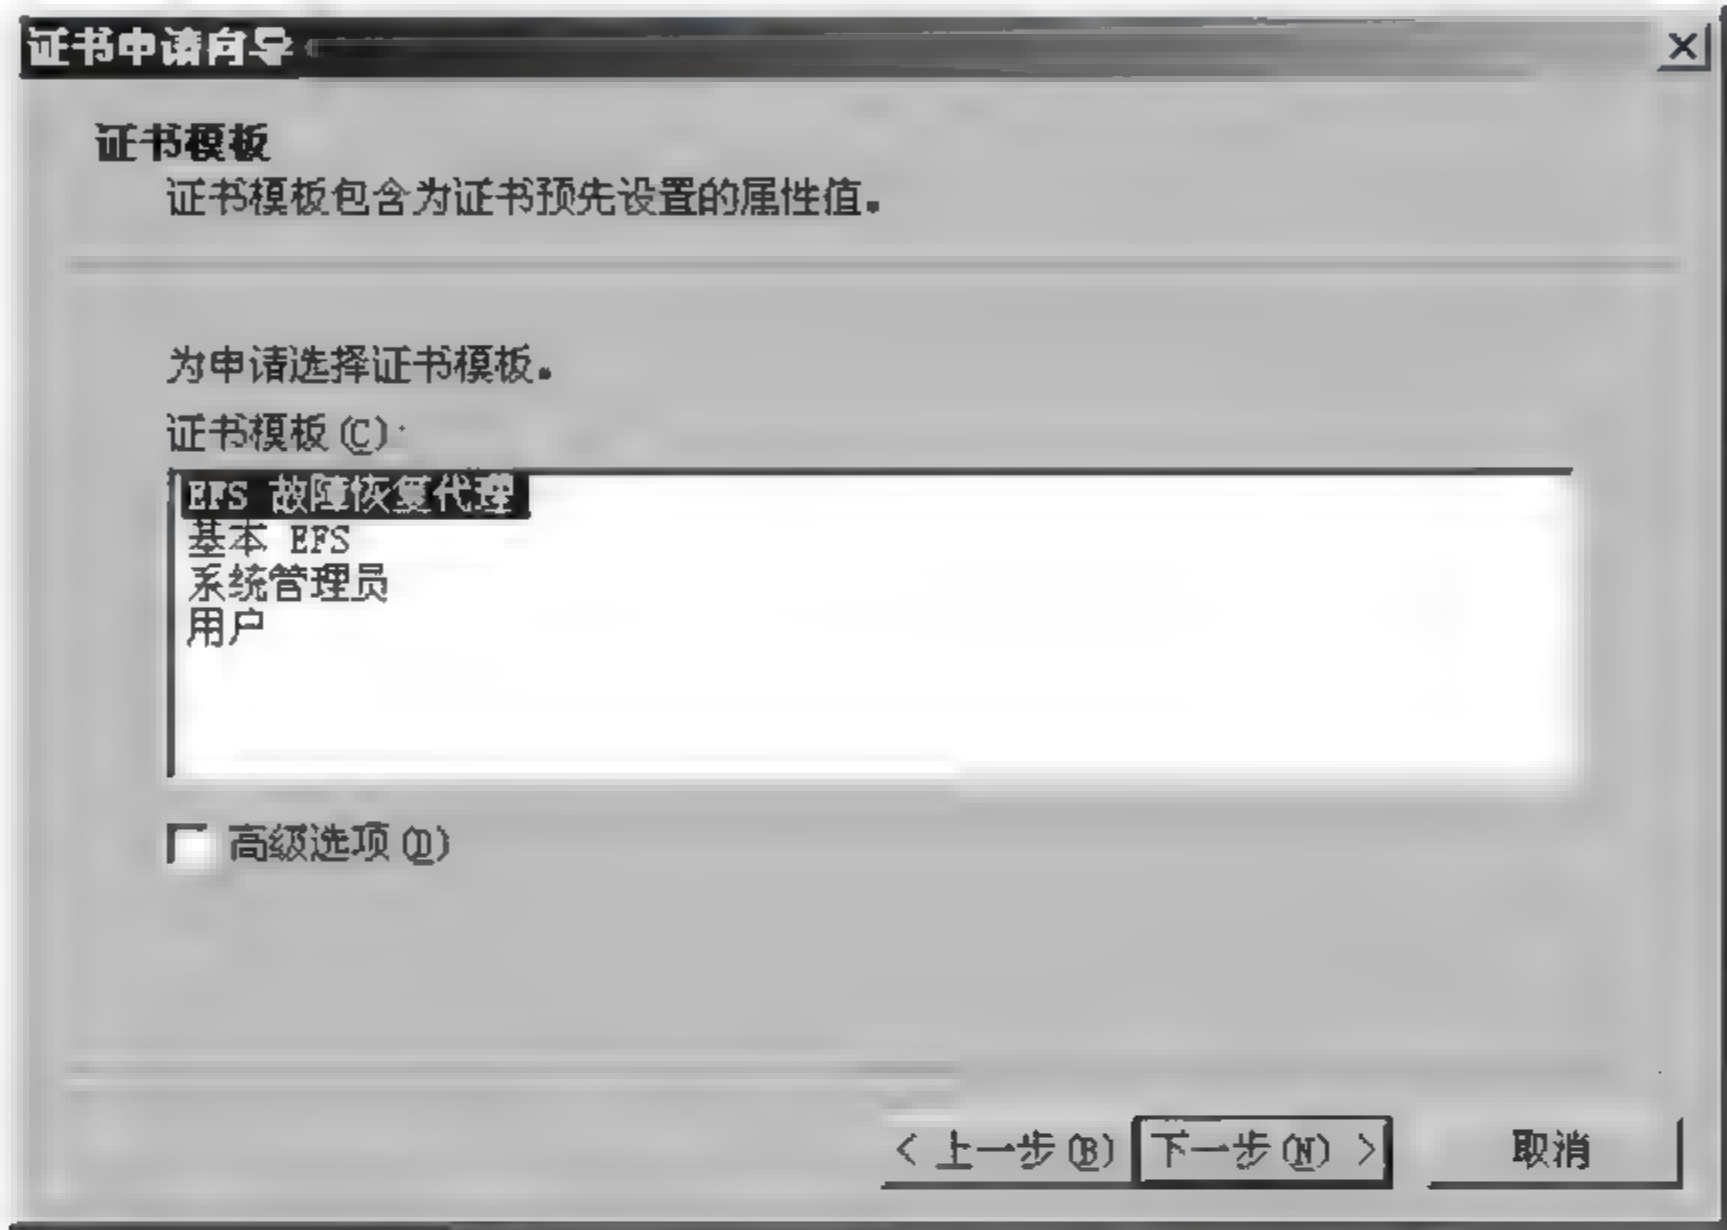 证书申请向导
证书模板
证书模板包含为证书预先设置的属性值。
为申请选择证书模板。
证书模板(C):
EFS 故障恢复代理
基本 EFS
系统管理员
用户
高级选项(D)
< 上一步(B) 下一步(N) > 取消